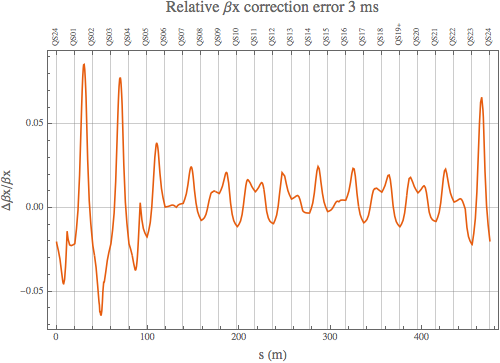 Relative βx correction error 3 ms
QS24 QS01 QS02 QS03 QS04 QS05 QS06 QS07 QS08 QS09 QS10 QS11 QS12 QS13 QS14 QS15 QS16 QS17 QS18 QS19+ QS20 QS21 QS22 QS23 QS24
0.05
0.00
-0.05
Δβx/βx
0 100 200 300 400
s (m)